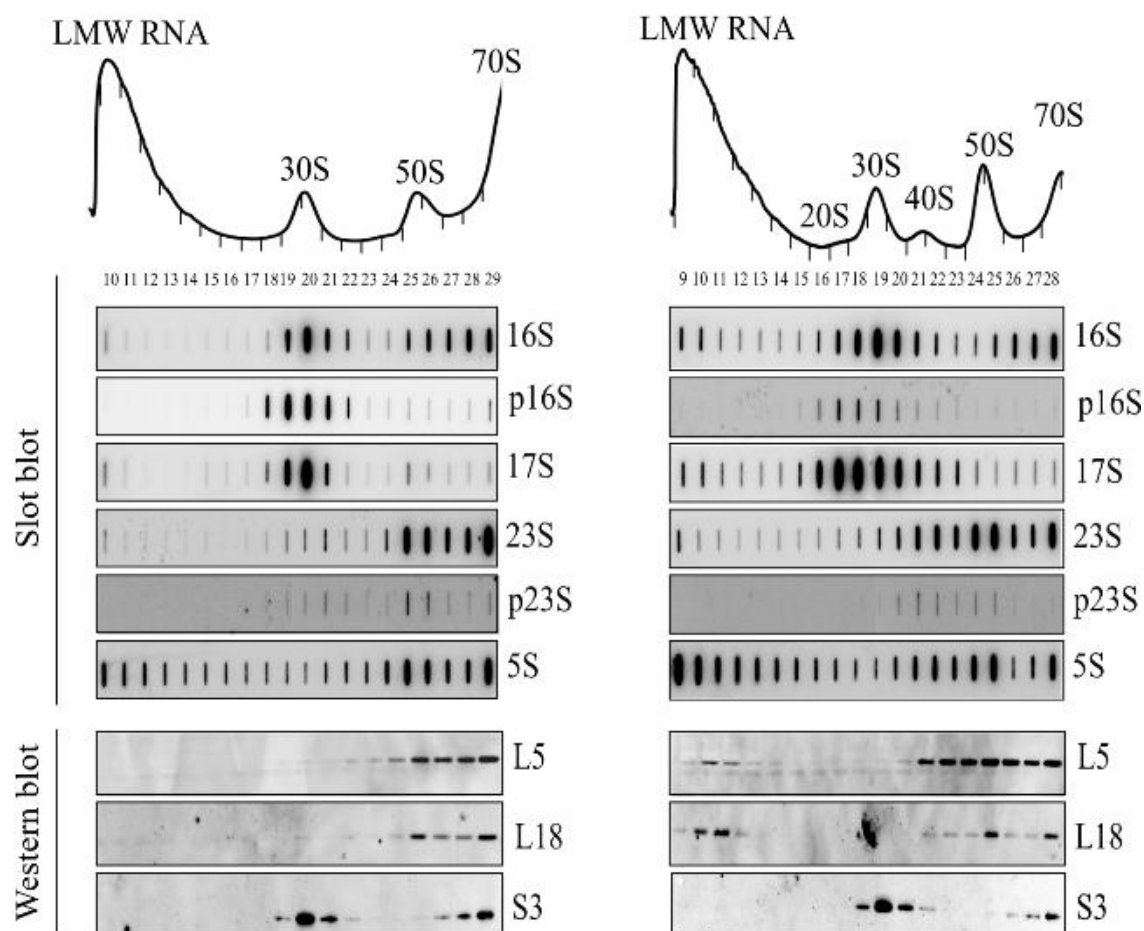 LMW RNA
30S
50S
70S
10 11 12 13 14 15 16 17 18 19 20 21 22 23 24 25 26 27 28 29
16S
p16S
17S
23S
p23S
5S
L5
L18
S3
LMW RNA
20S
30S
40S
50S
70S
9 10 11 12 13 14 15 16 17 18 19 20 21 22 23 24 25 26 27 28
16S
p16S
17S
23S
p23S
5S
L5
L18
S3
Slot blot
Western blot